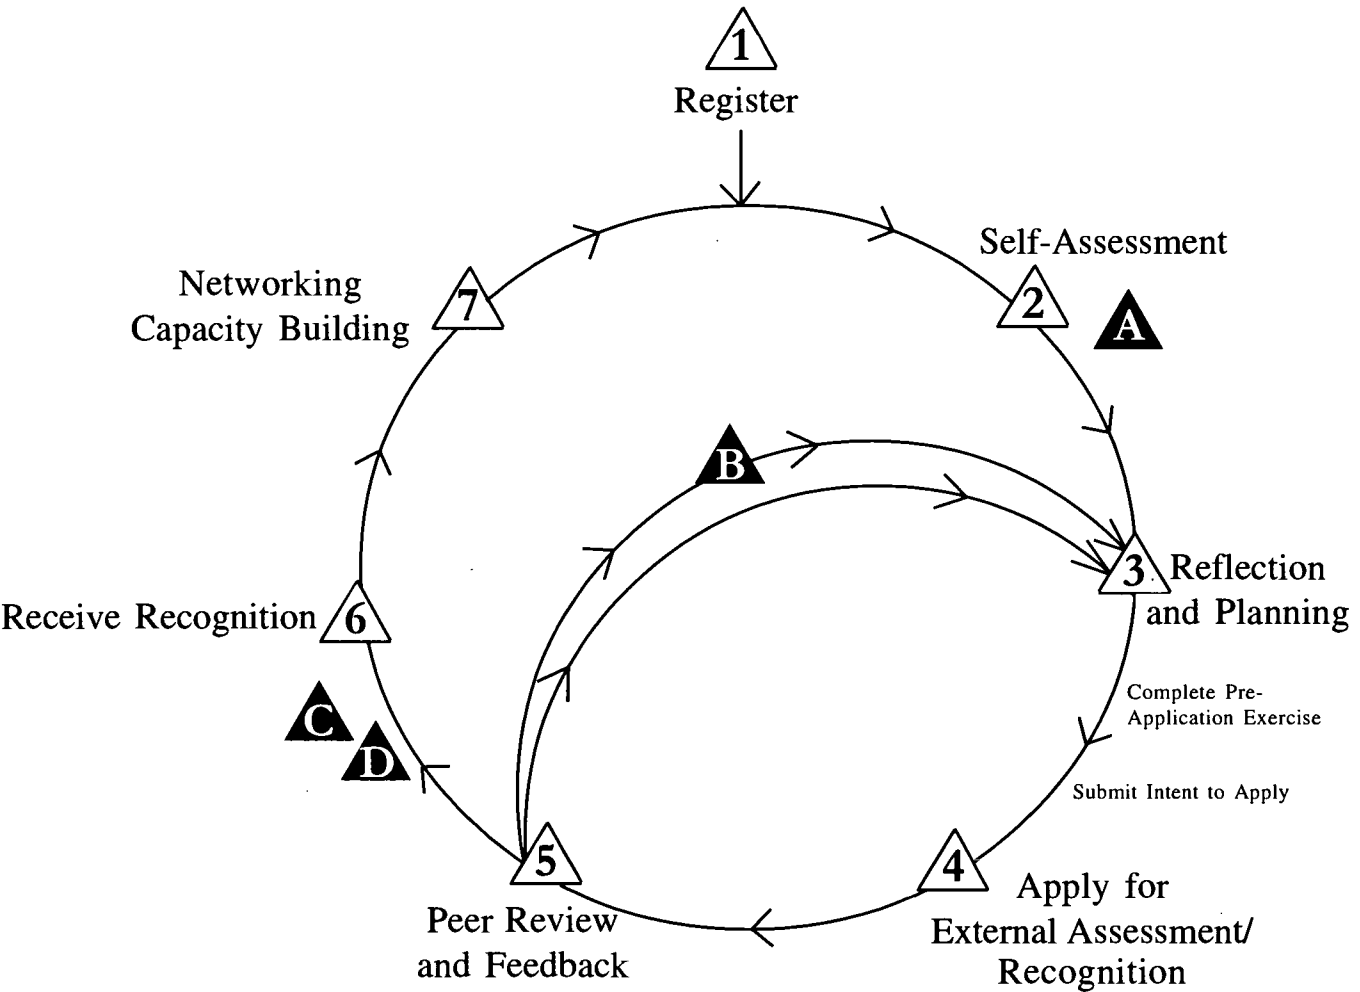 1
Register
Self-Assessment
2
A
Networking
Capacity Building
7
B
3
Reflection
and Planning
Receive Recognition
6
Complete Pre-
Application Exercise
C
D
Submit Intent to Apply
5
Peer Review
and Feedback
4
Apply for
External Assessment/
Recognition